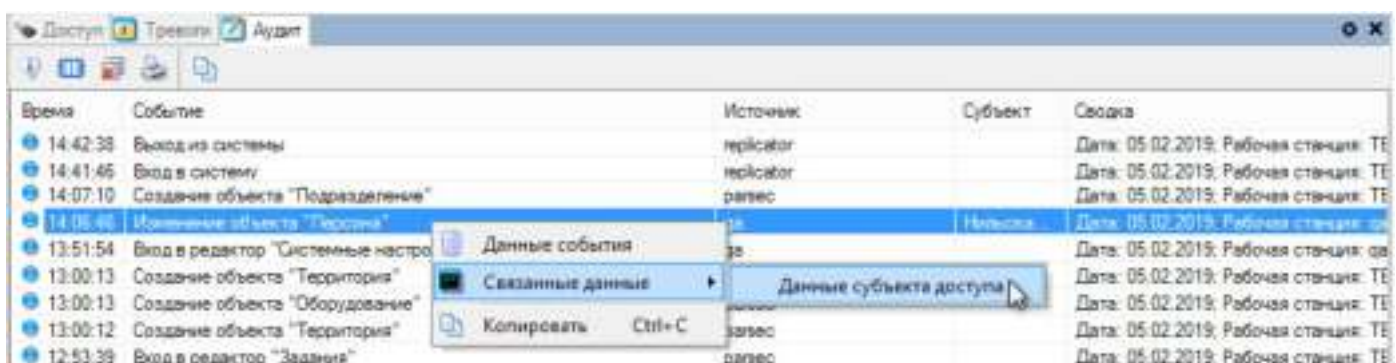 Доступ Тревоги Аудит
Время Событие Источник Субъект Сводка
14:42:38 Выход из системы replicator Дата: 05.02.2019; Рабочая станция: TE
14:41:46 Вход в систему replicator Дата: 05.02.2019; Рабочая станция: TE
14:07:10 Создание объекта "Подразделение" parsec Дата: 05.02.2019; Рабочая станция: TE
14:06:46 Изменение объекта "Персона" qa Дата: 05.02.2019; Рабочая станция: qa
13:51:54 Вход в редактор "Системные настро qa Дата: 05.02.2019; Рабочая станция: qa
13:00:13 Создание объекта "Территория" Дата: 05.02.2019; Рабочая станция: TE
13:00:13 Создание объекта "Оборудование" Дата: 05.02.2019; Рабочая станция: TE
13:00:12 Создание объекта "Территория" parsec Дата: 05.02.2019; Рабочая станция: TE
12:53:39 Вход в редактор "Задания" parsec Дата: 05.02.2019; Рабочая станция: TE
Данные события
Связанные данные
Данные субъекта доступа
Копировать Ctrl+C